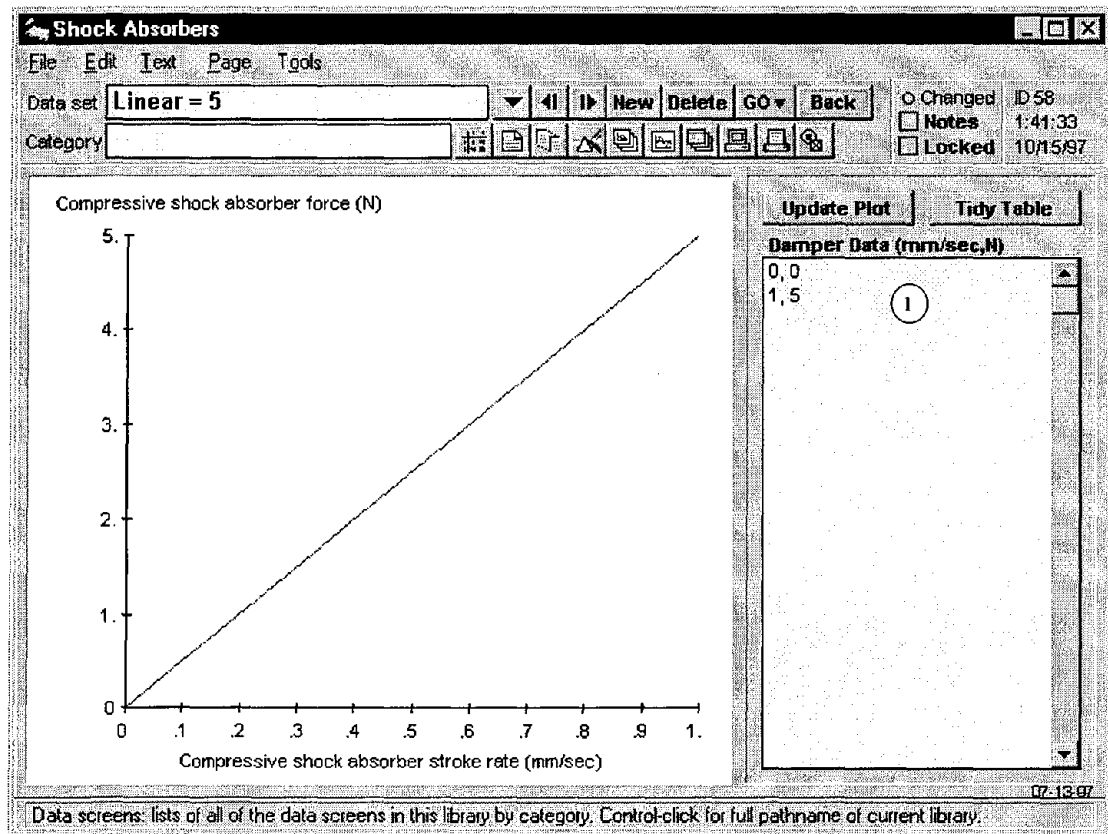 Shock Absorbers
File Edit Text Page Tools
Data set Linear = 5 New Delete GO Back Changed ID 58
Notes 1:41:33
Category Locked 10/15/97
Compressive shock absorber force (N)
5.
4.
3.
2.
1.
0
0 .1 .2 .3 .4 .5 .6 .7 .8 .9 1.
Compressive shock absorber stroke rate (mm/sec)
Update Plot Tidy Table
Damper Data (mm/sec,N)
0,0
1,5
1
07-13-97
Data screens: lists of all of the data screens in this library by category. Control-click for full pathname of current library.